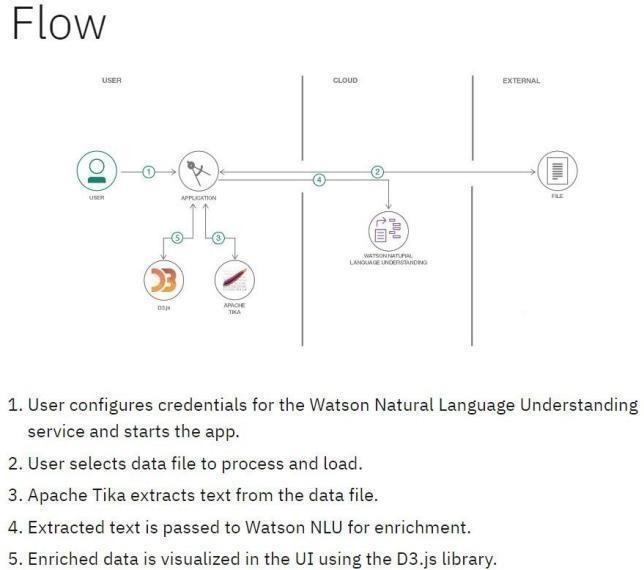 Flow
USER CLOUD EXTERNAL
1 2
4
USER APPLICATION FILE
5 3
WATSON NATURAL
LANGUAGE UNDERSTANDING
D3.js APACHE
TIKA
1. User configures credentials for the Watson Natural Language Understanding
service and starts the app.
2. User selects data file to process and load.
3. Apache Tika extracts text from the data file.
4. Extracted text is passed to Watson NLU for enrichment.
5. Enriched data is visualized in the UI using the D3.js library.